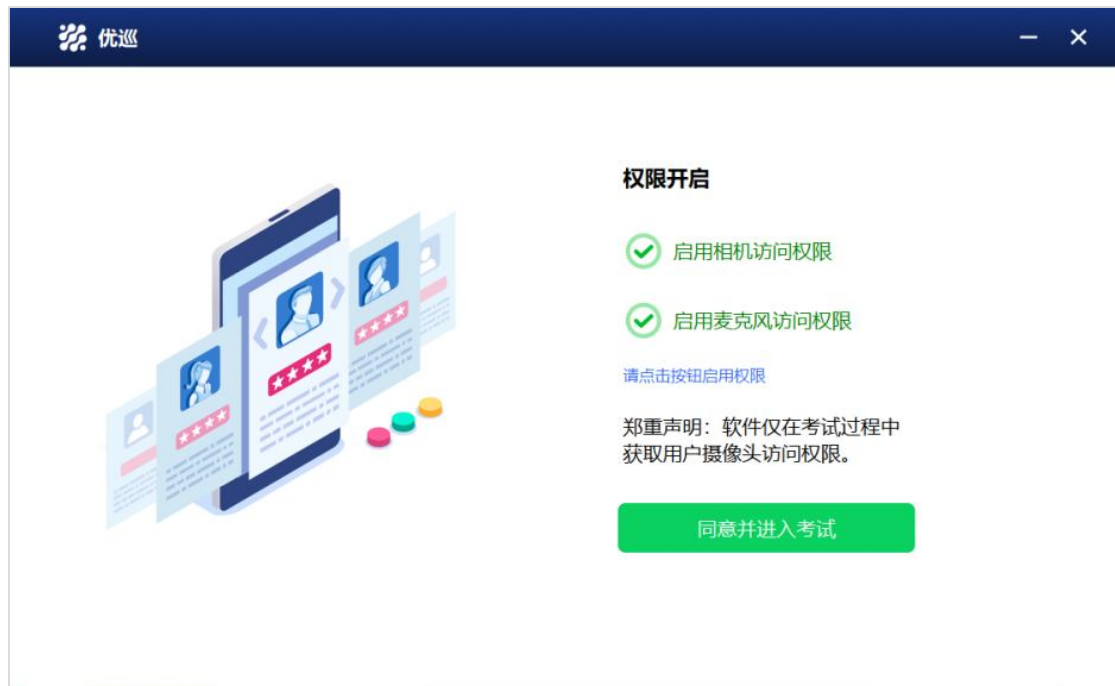 优巡
权限开启
启用相机访问权限
启用麦克风访问权限
请点击按钮启用权限
郑重声明：软件仅在考试过程中
获取用户摄像头访问权限。
同意并进入考试